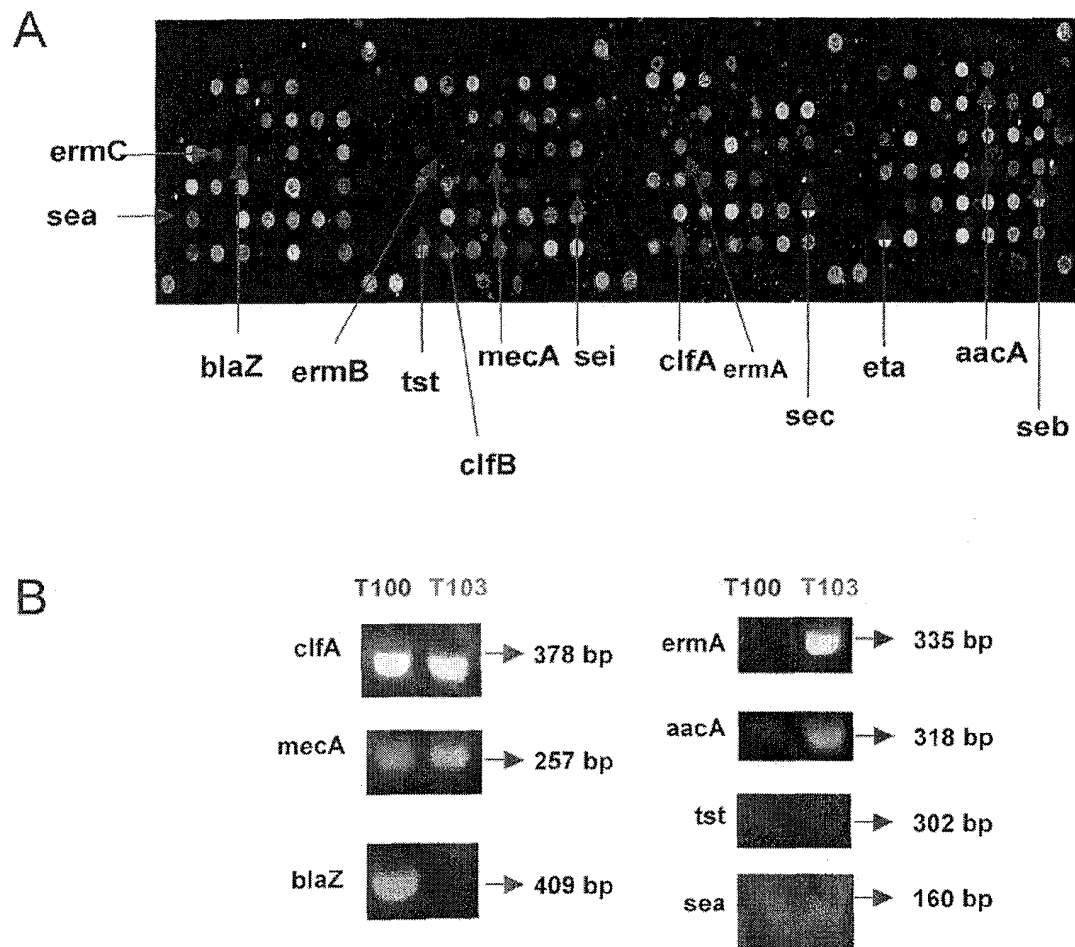 A
ermC
sea
blaZ
ermB
tst
clfB
mecA
sei
clfA
ermA
sec
eta
aacA
seb
B
T100 T103
clfA
378 bp
mecA
257 bp
blaZ
409 bp
T100 T103
ermA
335 bp
aacA
318 bp
tst
302 bp
sea
160 bp